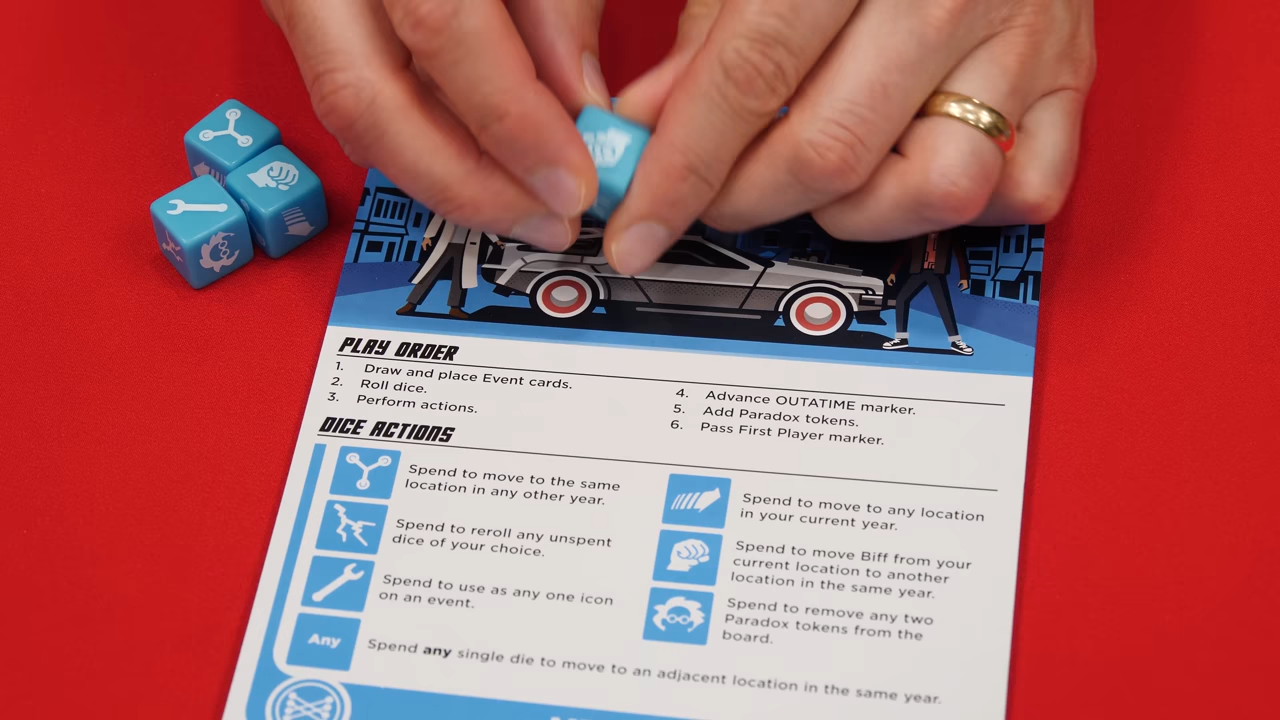 PLAY ORDER
1. Draw and place Event cards.
2. Roll dice.
3. Perform actions.
4. Advance OUTATIME marker.
5. Add Paradox tokens.
6. Pass First Player marker.
DICE ACTIONS
Spend to move to the same
location in any other year.
Spend to reroll any unspent
dice of your choice.
Spend to use as any one icon
on an event.
Spend to move to any location
in your current year.
Spend to move Biff from your
current location to another
location in the same year.
Spend to remove any two
Paradox tokens from the
board.
Any
Spend any single die to move to an adjacent location in the same year.